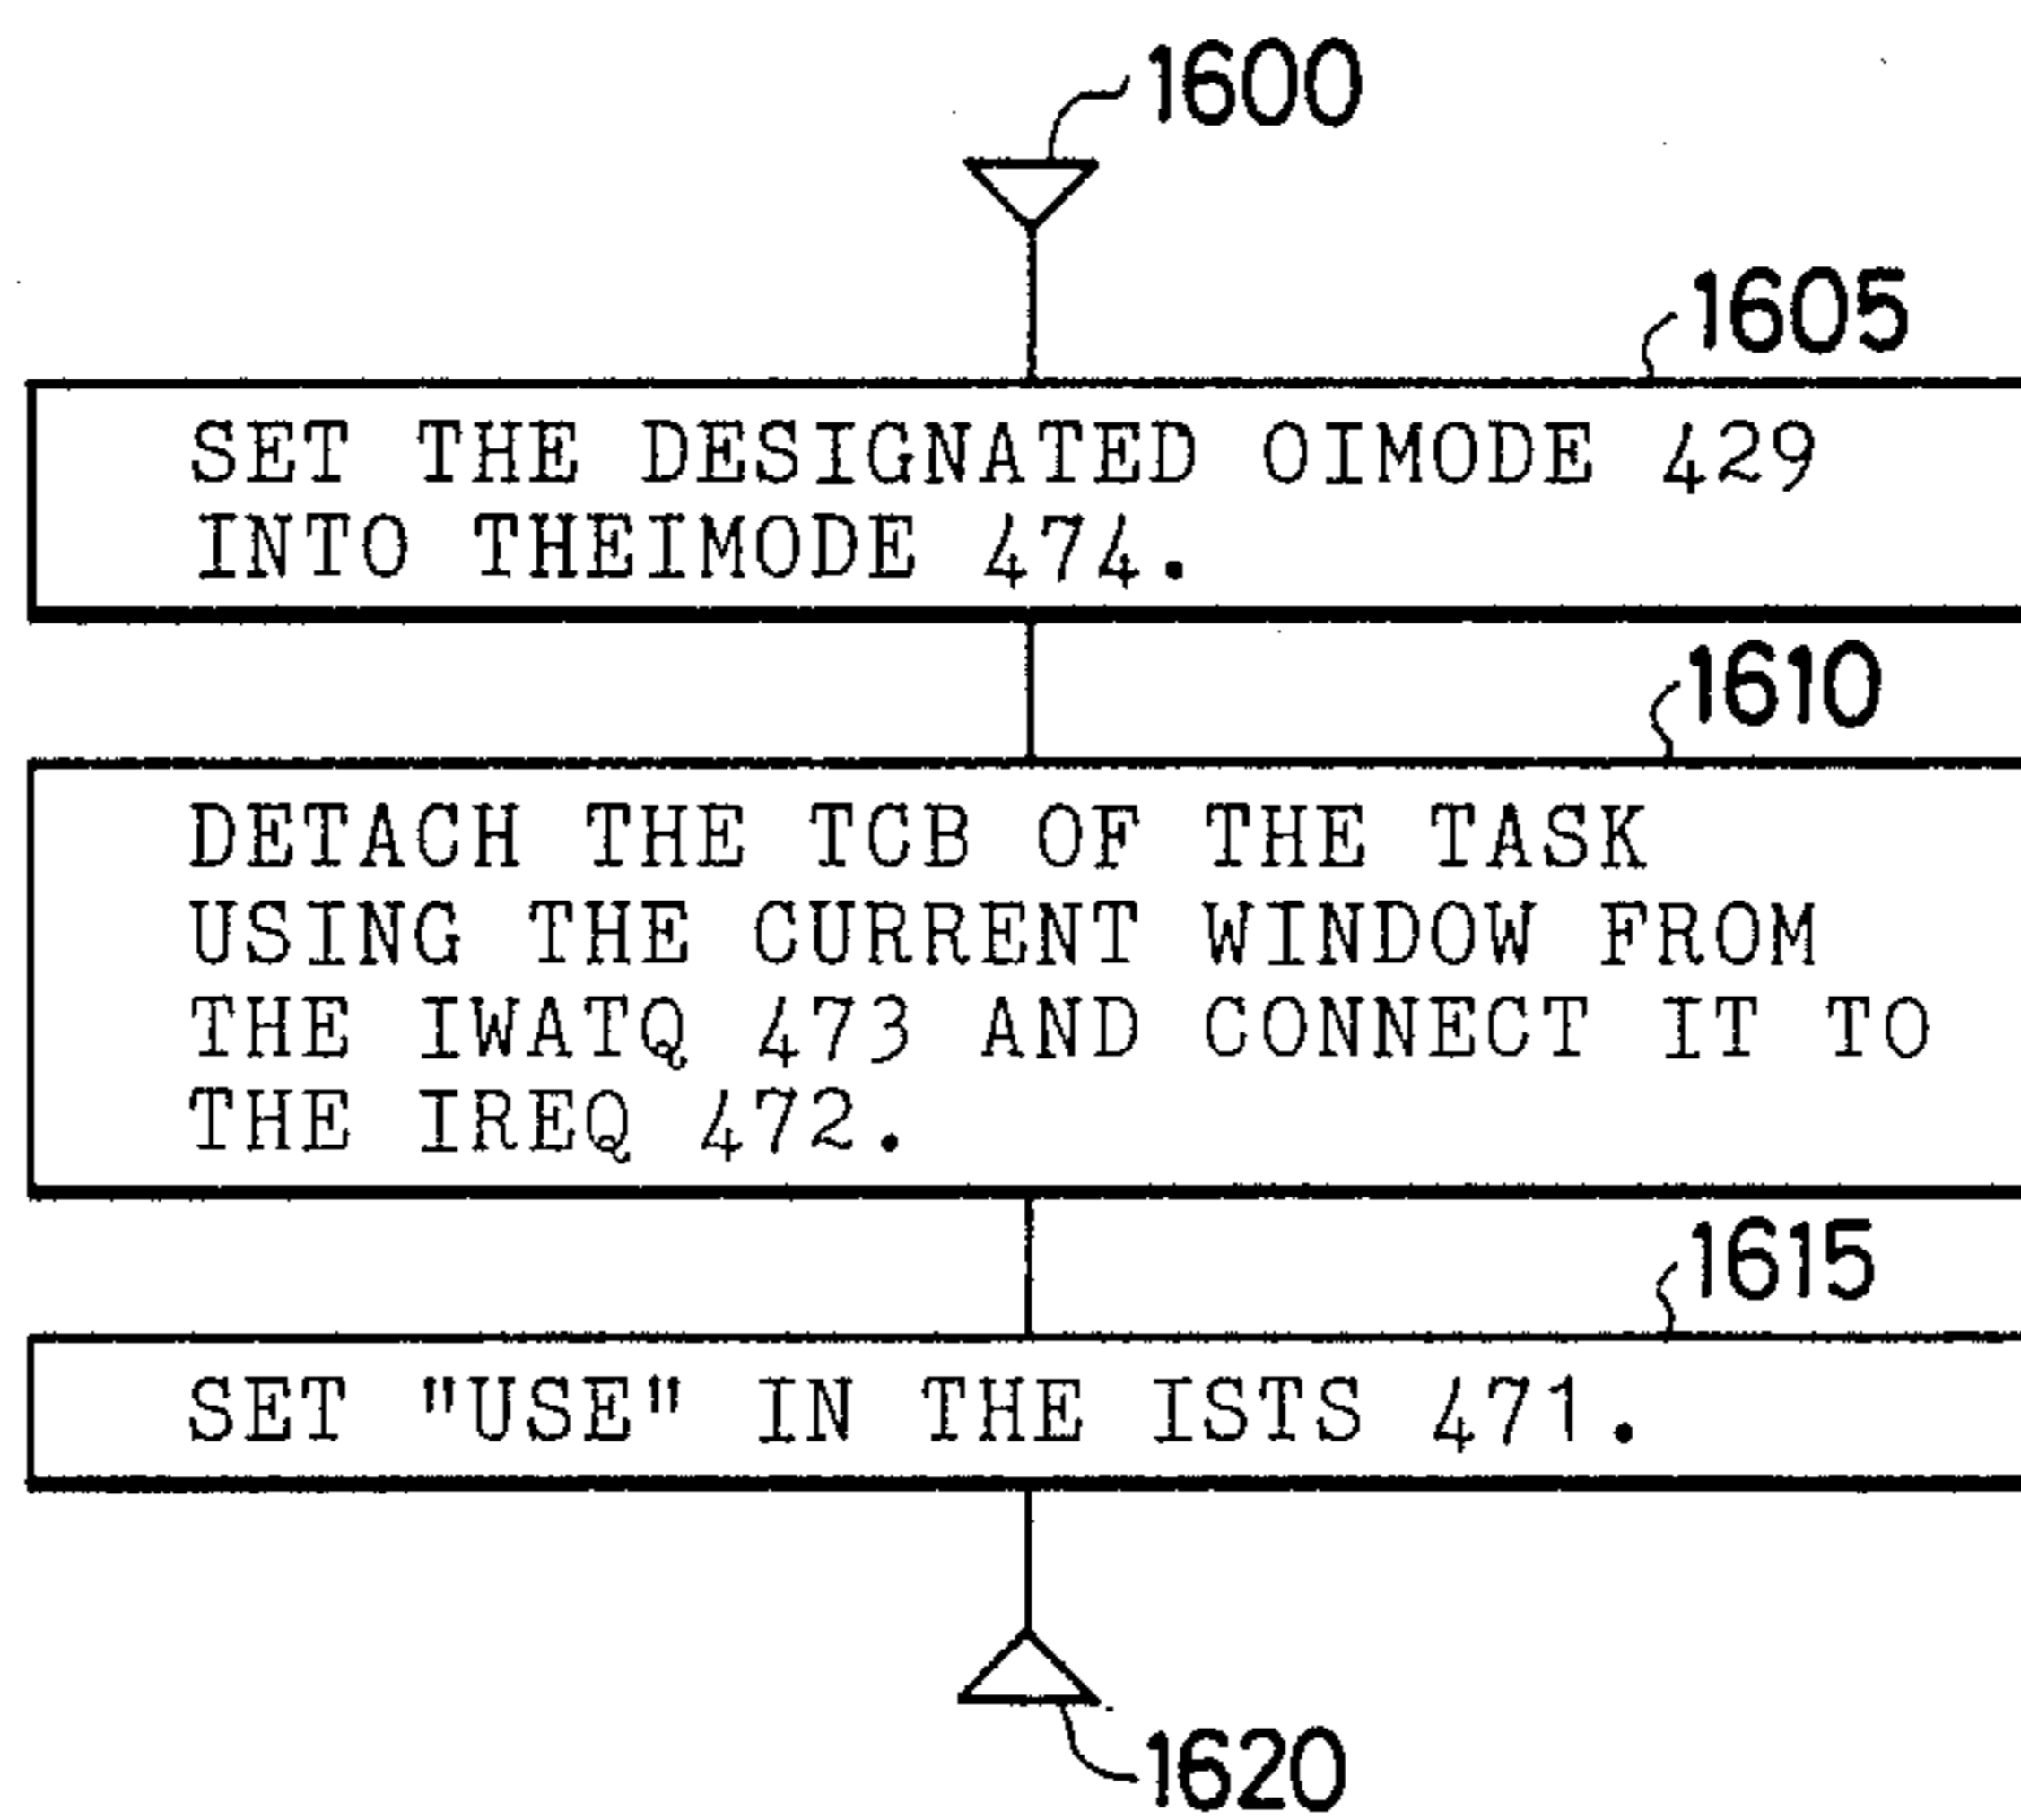 1600
1605
SET THE DESIGNATED OIMODE 429
INTO THEIMODE 474.
1610
DETACH THE TCB OF THE TASK
USING THE CURRENT WINDOW FROM
THE IWATQ 473 AND CONNECT IT TO
THE IREQ 472.
1615
SET "USE" IN THE ISTS 471.
1620